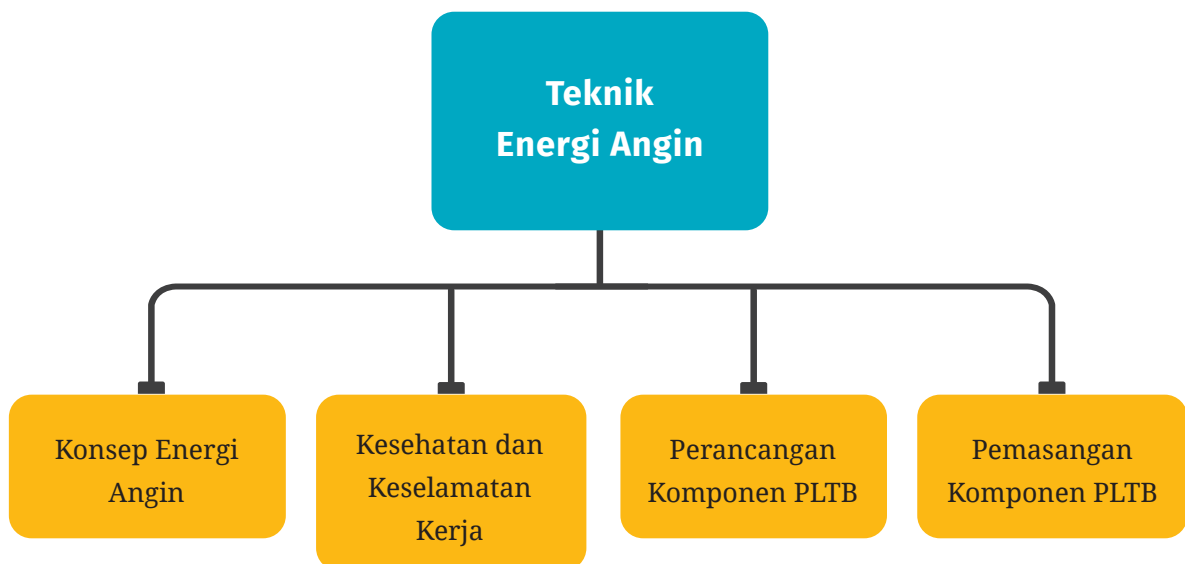 Teknik
Energi Angin
Konsep Energi
Angin
Kesehatan dan
Keselamatan
Kerja
Perancangan
Komponen PLTB
Pemasangan
Komponen PLTB